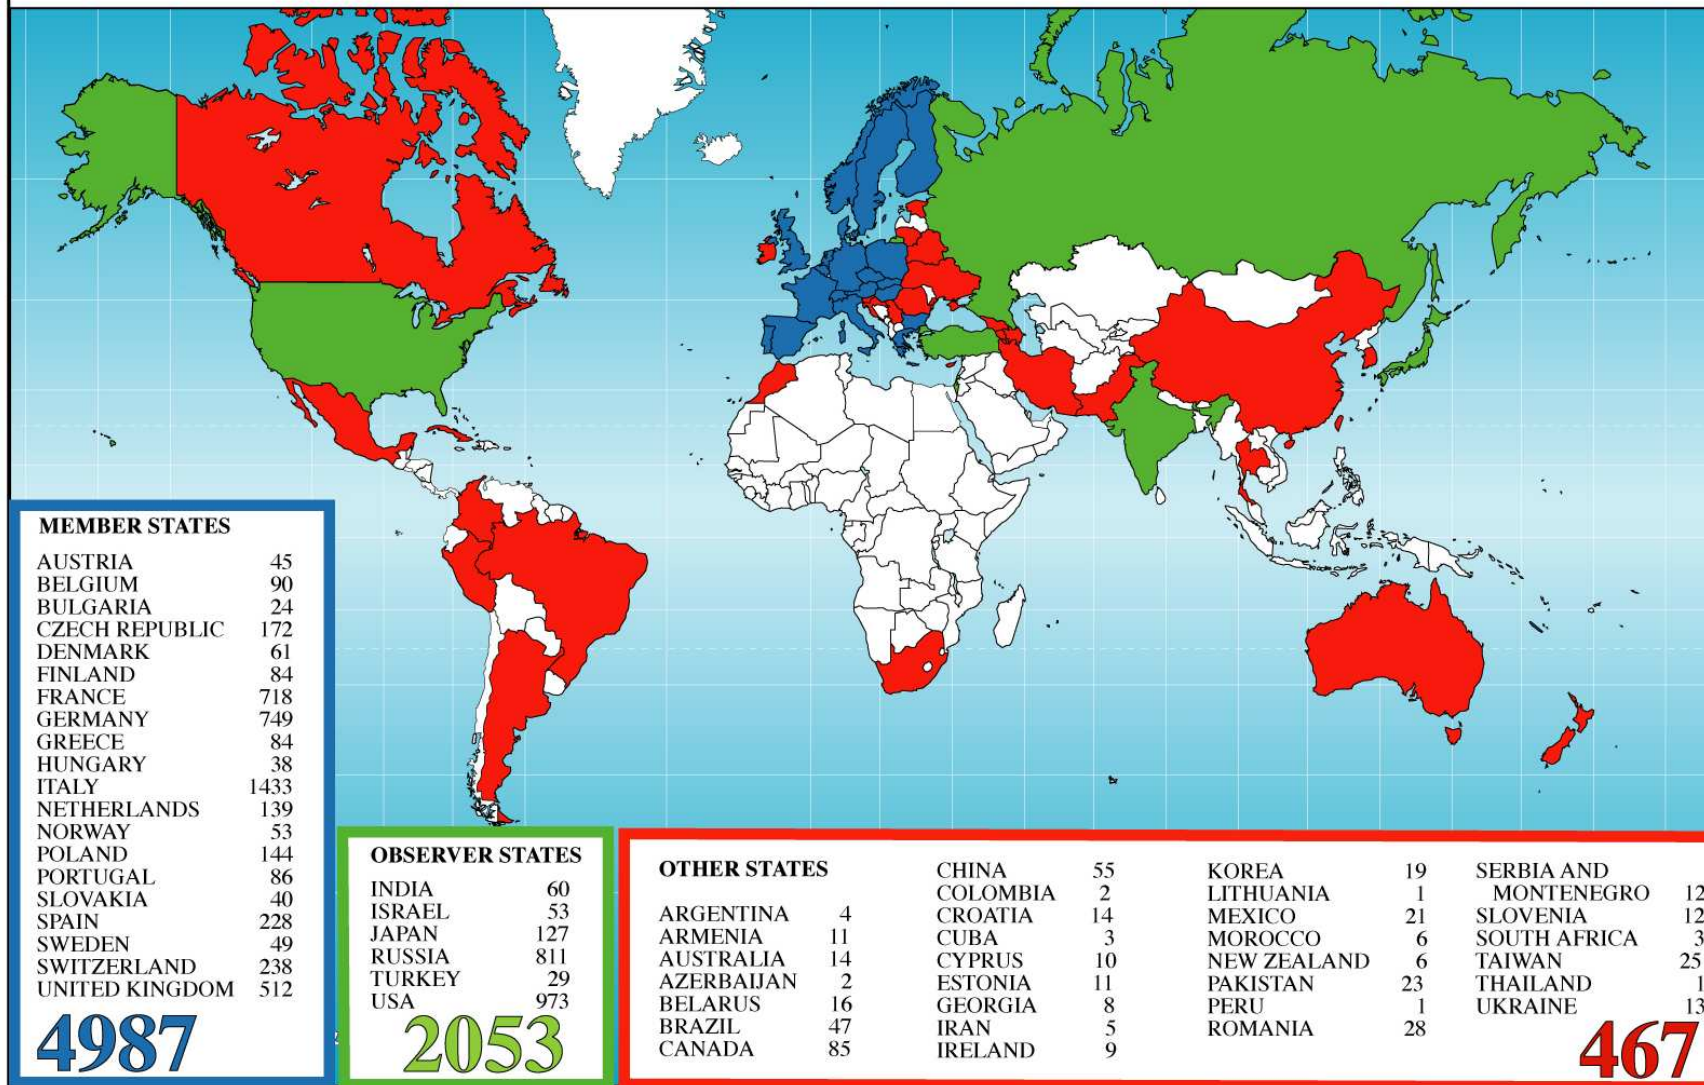 MEMBER STATES
AUSTRIA 45
BELGIUM 90
BULGARIA 24
CZECH REPUBLIC 172
DENMARK 61
FINLAND 84
FRANCE 718
GERMANY 749
GREECE 84
HUNGARY 38
ITALY 1433
NETHERLANDS 139
NORWAY 53
POLAND 144
PORTUGAL 86
SLOVAKIA 40
SPAIN 228
SWEDEN 49
SWITZERLAND 238
UNITED KINGDOM 512
4987
OBSERVER STATES
INDIA 60
ISRAEL 53
JAPAN 127
RUSSIA 811
TURKEY 29
USA 973
2053
OTHER STATES
ARGENTINA 4
ARMENIA 11
AUSTRALIA 14
AZERBAIJAN 2
BELARUS 16
BRAZIL 47
CANADA 85
CHINA 55
COLOMBIA 2
CROATIA 14
CUBA 3
CYPRUS 10
ESTONIA 11
GEORGIA 8
IRAN 5
IRELAND 9
KOREA 19
LITHUANIA 1
MEXICO 21
MOROCCO 6
NEW ZEALAND 6
PAKISTAN 23
PERU 1
ROMANIA 28
SERBIA AND
MONTENEGRO 12
SLOVENIA 12
SOUTH AFRICA 3
TAIWAN 25
THAILAND 1
UKRAINE 13
467